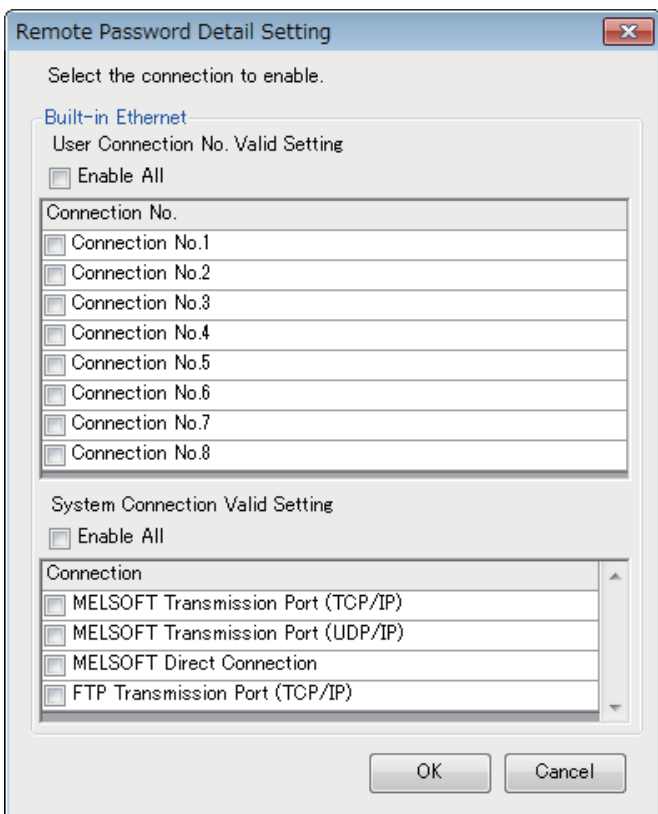 Remote Password Detail Setting
Select the connection to enable.
Built-in Ethernet
User Connection No. Valid Setting
Enable All
Connection No.
Connection No.1
Connection No.2
Connection No.3
Connection No.4
Connection No.5
Connection No.6
Connection No.7
Connection No.8
System Connection Valid Setting
Enable All
Connection
MELSOFT Transmission Port (TCP/IP)
MELSOFT Transmission Port (UDP/IP)
MELSOFT Direct Connection
FTP Transmission Port (TCP/IP)
OK Cancel